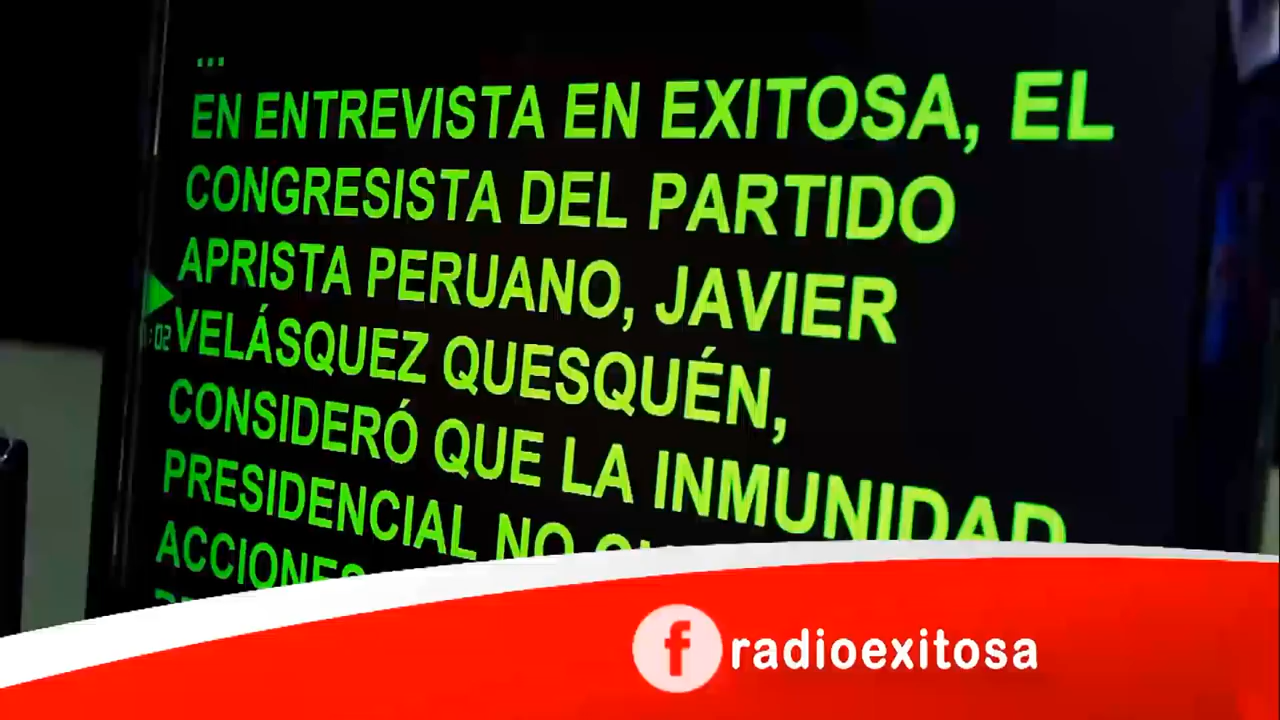 ...
EN ENTREVISTA EN EXITOSA, EL
CONGRESISTA DEL PARTIDO
APRISTA PERUANO, JAVIER
VELÁSQUEZ QUESQUÉN,
CONSIDERÓ QUE LA INMUNIDAD
PRESIDENCIAL NO
ACCIONES
f radioexitosa